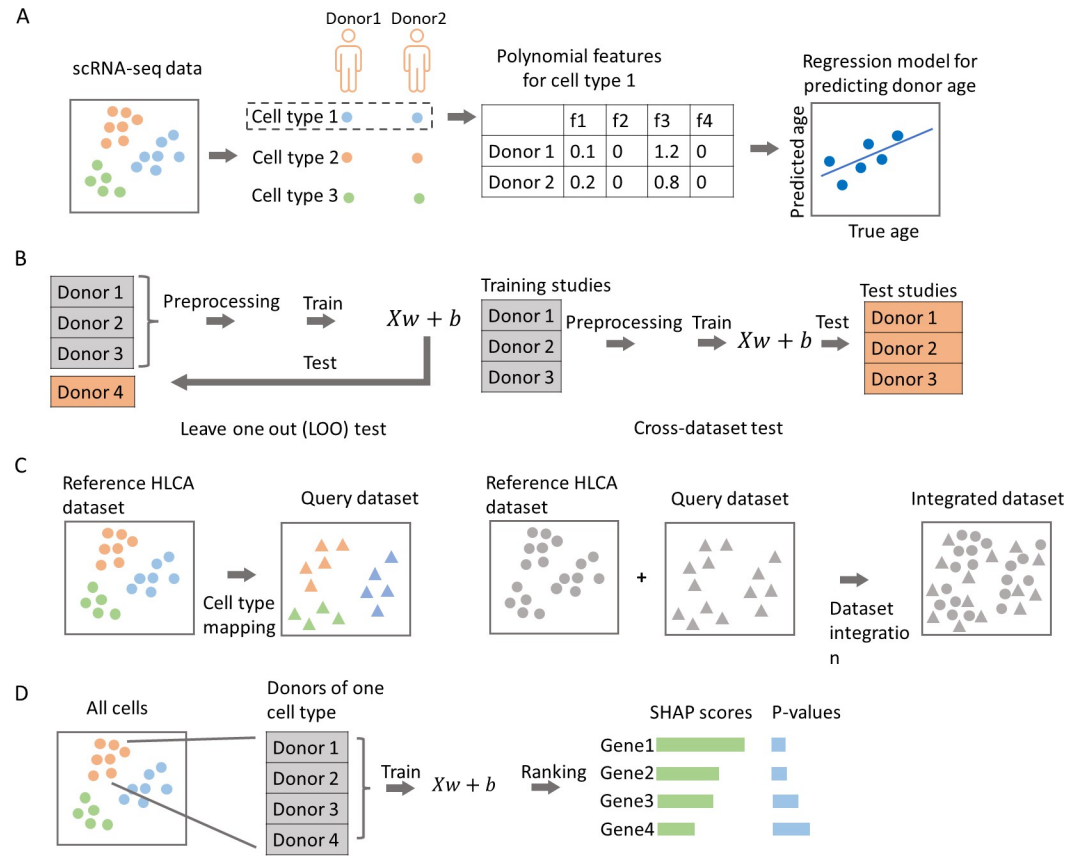 A
Donor1 Donor2
scRNA-seq data
Cell type 1
Cell type 2
Cell type 3
Polynomial features
for cell type 1
f1 f2 f3 f4
Donor 1 0.1 0 1.2 0
Donor 2 0.2 0 0.8 0
Regression model for
predicting donor age
Predicted age
True age
B
Donor 1
Donor 2
Donor 3
Donor 4
Preprocessing
Train
Xw + b
Test
Leave one out (LOO) test
Training studies
Donor 1
Donor 2
Donor 3
Preprocessing
Train
Xw + b
Test
Test studies
Donor 1
Donor 2
Donor 3
Cross-dataset test
C
Reference HLCA
dataset
Cell type
mapping
Query dataset
Reference HLCA
dataset
+
Query dataset
Dataset
integratio
n
Integrated dataset
D
All cells
Donors of one
cell type
Donor 1
Donor 2
Donor 3
Donor 4
Train
Xw + b
Ranking
SHAP scores P-values
Gene1
Gene2
Gene3
Gene4